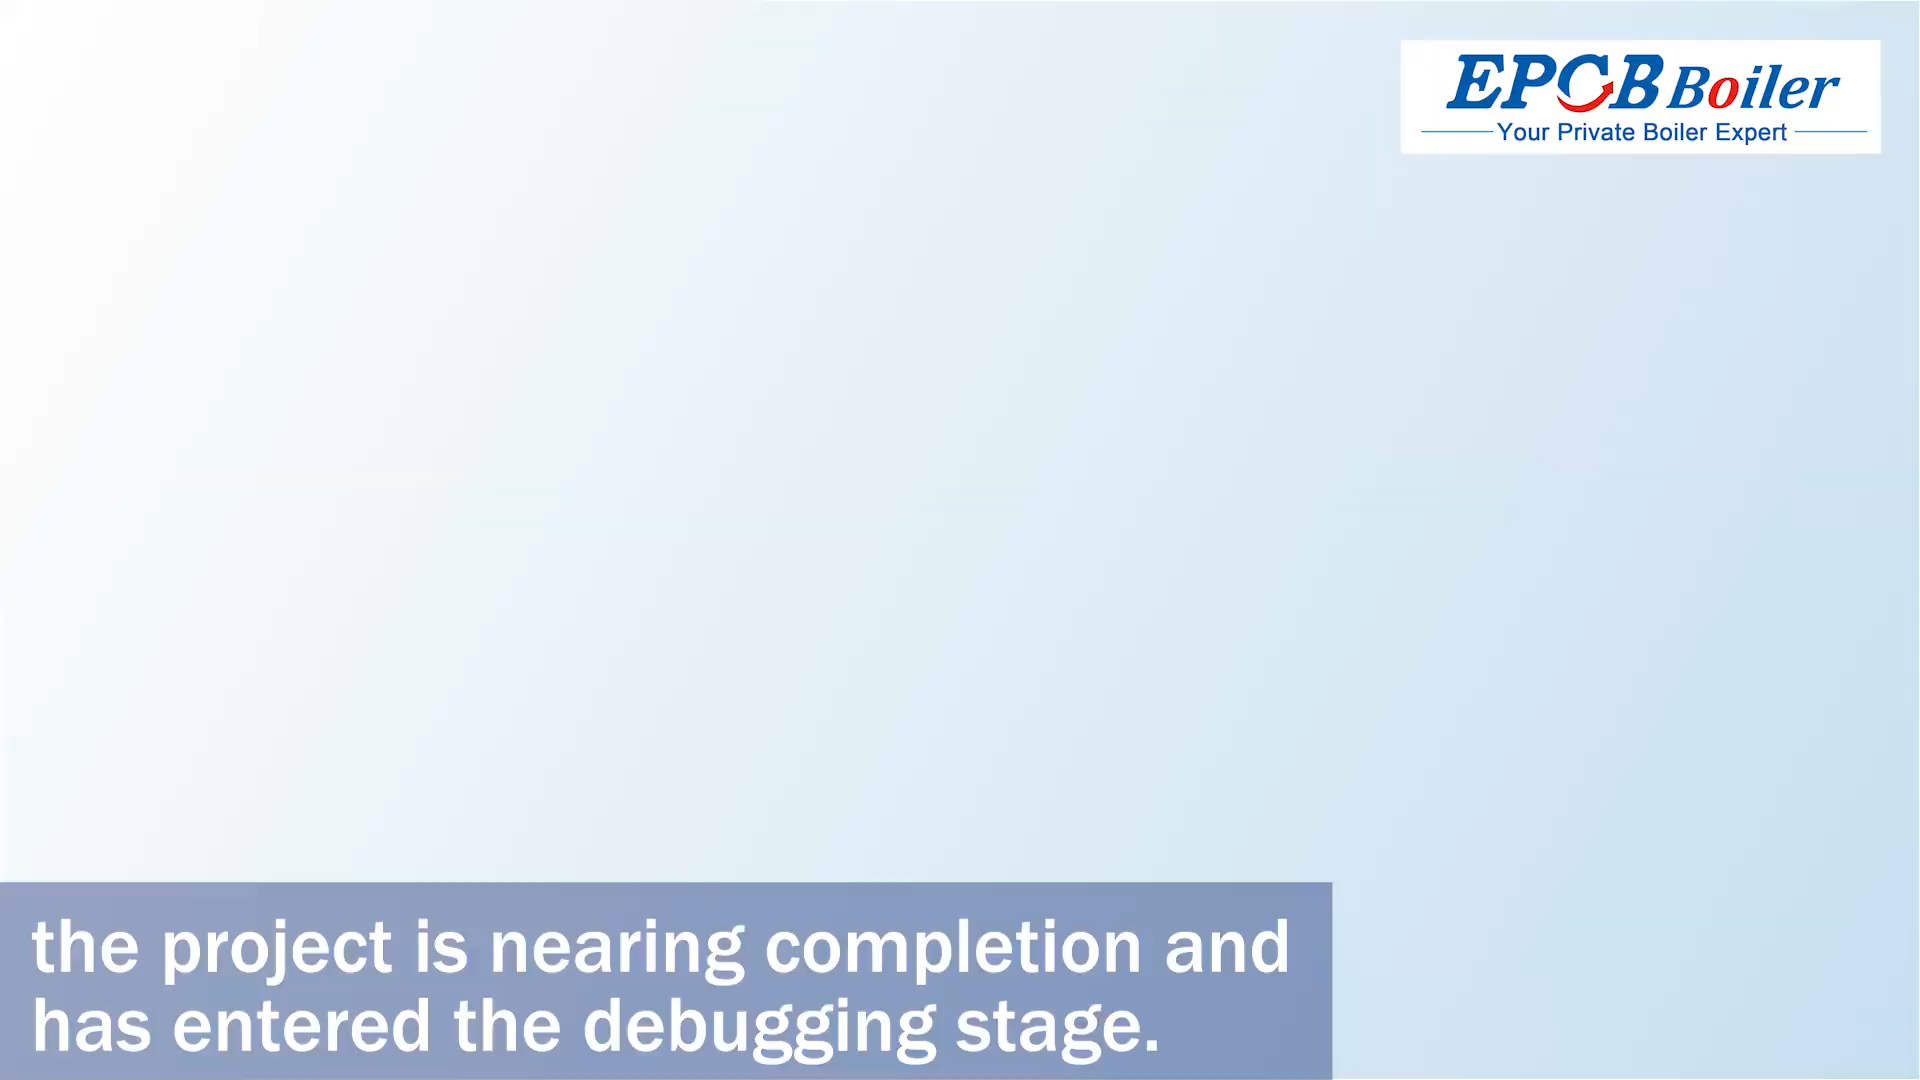 EPCB Boiler
Your Private Boiler Expert
the project is nearing completion and
has entered the debugging stage.